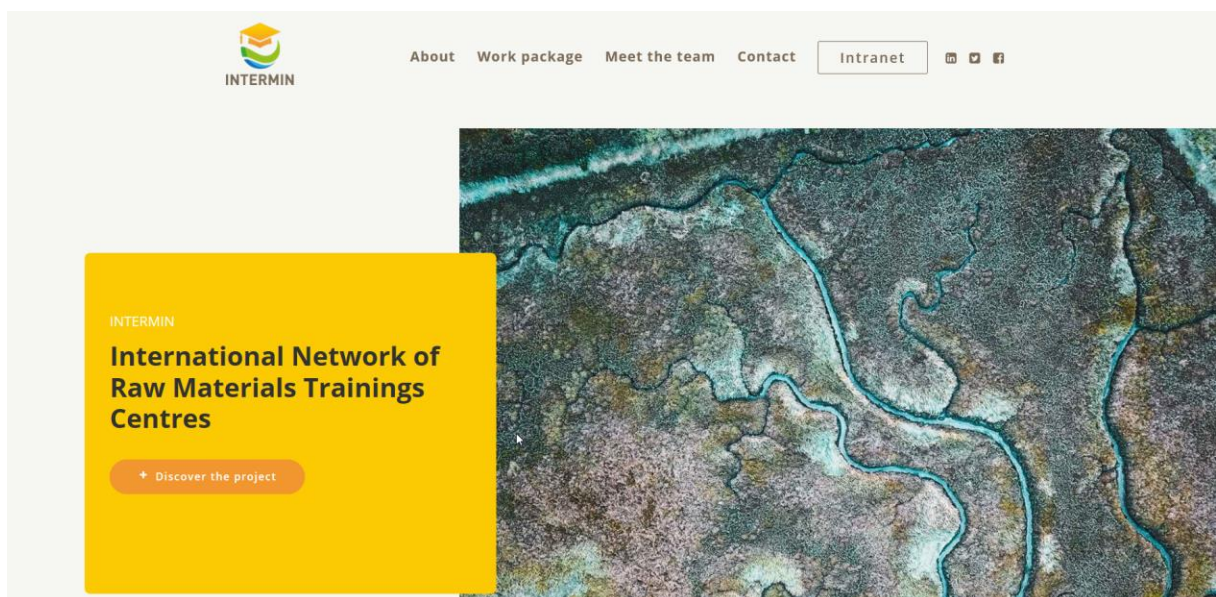 INTERMIN
About Work package Meet the team Contact Intranet
INTERMIN
International Network of
Raw Materials Trainings
Centres
+ Discover the project